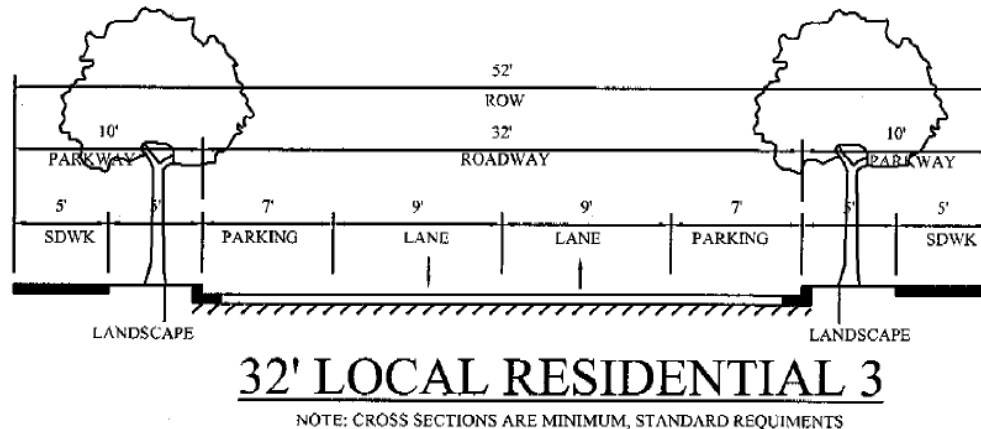 52'
ROW
10' 32' 10'
PARKWAY ROADWAY PARKWAY
5' 5' 7' 9' 9' 7' 5' 5'
SDWK PARKING LANE LANE PARKING SDWK
LANDSCAPE LANDSCAPE
32' LOCAL RESIDENTIAL 3
NOTE: CROSS SECTIONS ARE MINIMUM, STANDARD REQUIMENTS